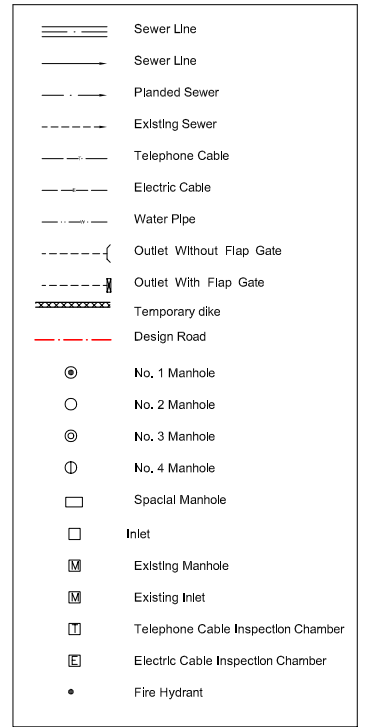 Sewer Line
Sewer Line
Planded Sewer
Existing Sewer
T Telephone Cable
E Electric Cable
W Water Pipe
Outlet Without Flap Gate
Outlet With Flap Gate
Temporary dike
Design Road
No. 1 Manhole
No. 2 Manhole
No. 3 Manhole
No. 4 Manhole
Spacial Manhole
Inlet
M Existing Manhole
M Existing Inlet
T Telephone Cable Inspection Chamber
E Electric Cable Inspection Chamber
Fire Hydrant